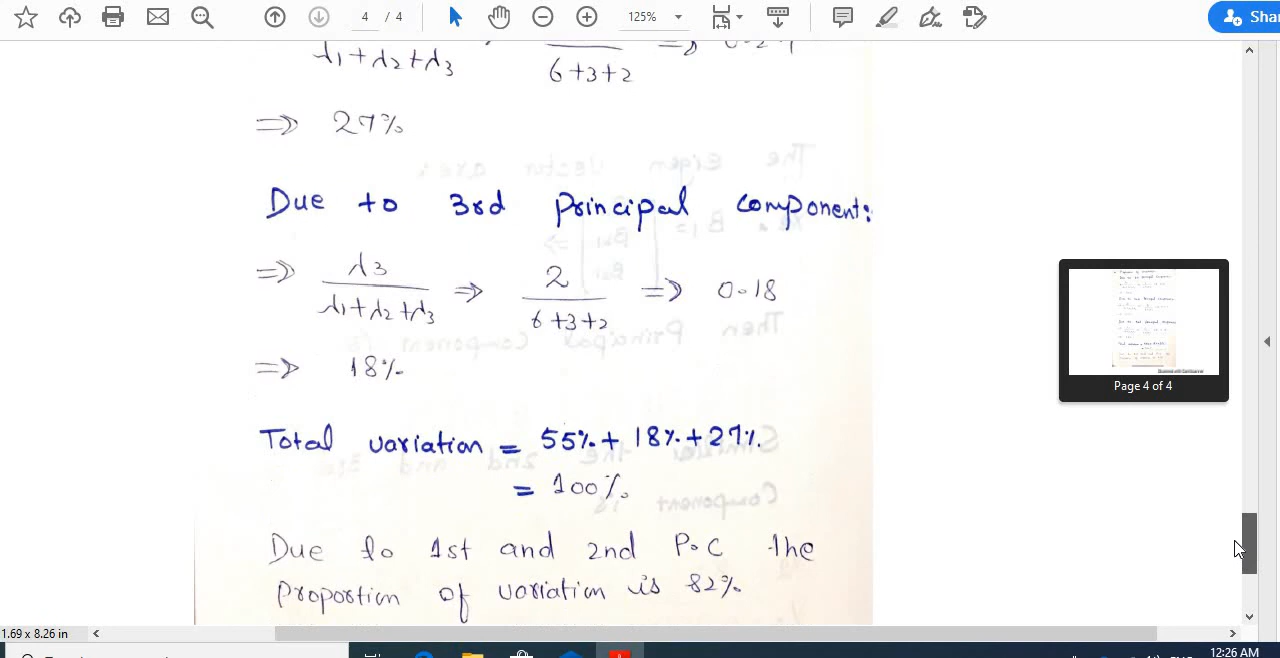 4 / 4
125%
Shar
λ1+λ2+λ3
6+3+2
=> 27%
Due to 3rd principal component:
=> λ3 / λ1+λ2+λ3 => 2 / 6+3+2 => 0.18
=> 18%
Total variation = 55%+ 18%+27%.
= 100%.
Due to 1st and 2nd P.C the
proportion of variation is 82%.
Page 4 of 4
1.69 x 8.26 in
12:26 AM